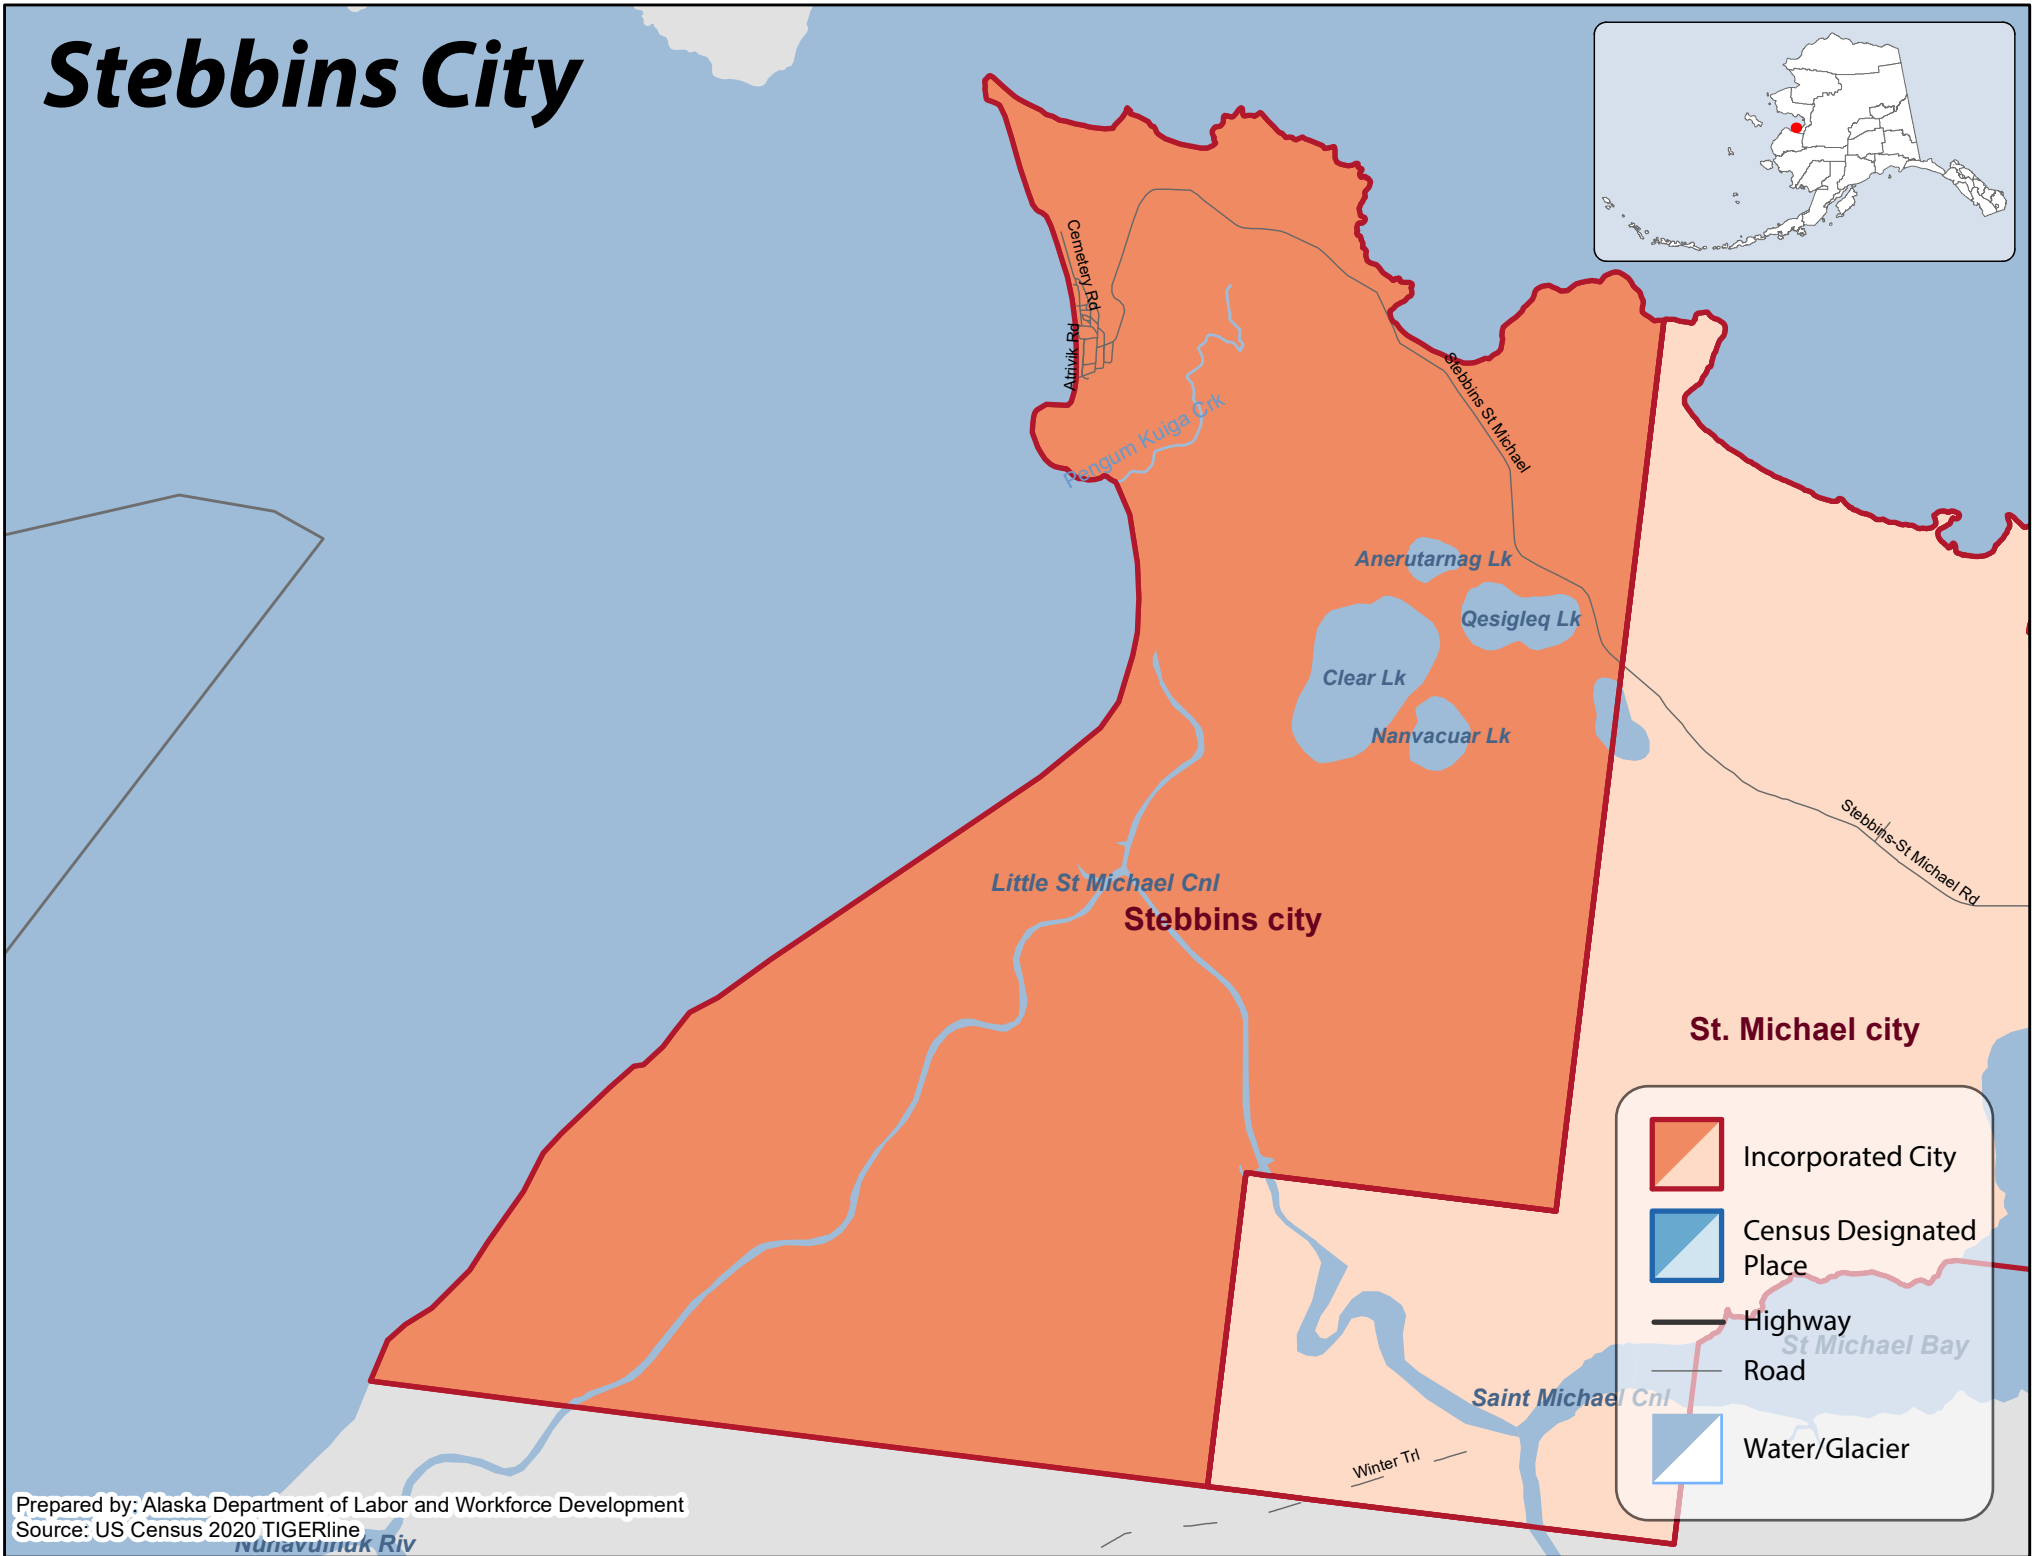 Stebbins City
Cemetery Rd
Atrivik Rd
Pengum Kuiga Crk
Stebbins St Michael
Anerutarnag Lk
Qesigleq Lk
Clear Lk
Nanvacuar Lk
Stebbins-St Michael Rd
Little St Michael Cnl
Stebbins city
St. Michael city
Incorporated City
Census Designated
Place
Highway
St Michael Bay
Road
Saint Michael Cnl
Water/Glacier
Winter Trl
Prepared by: Alaska Department of Labor and Workforce Development
Source: US Census 2020 TIGERline
Riv